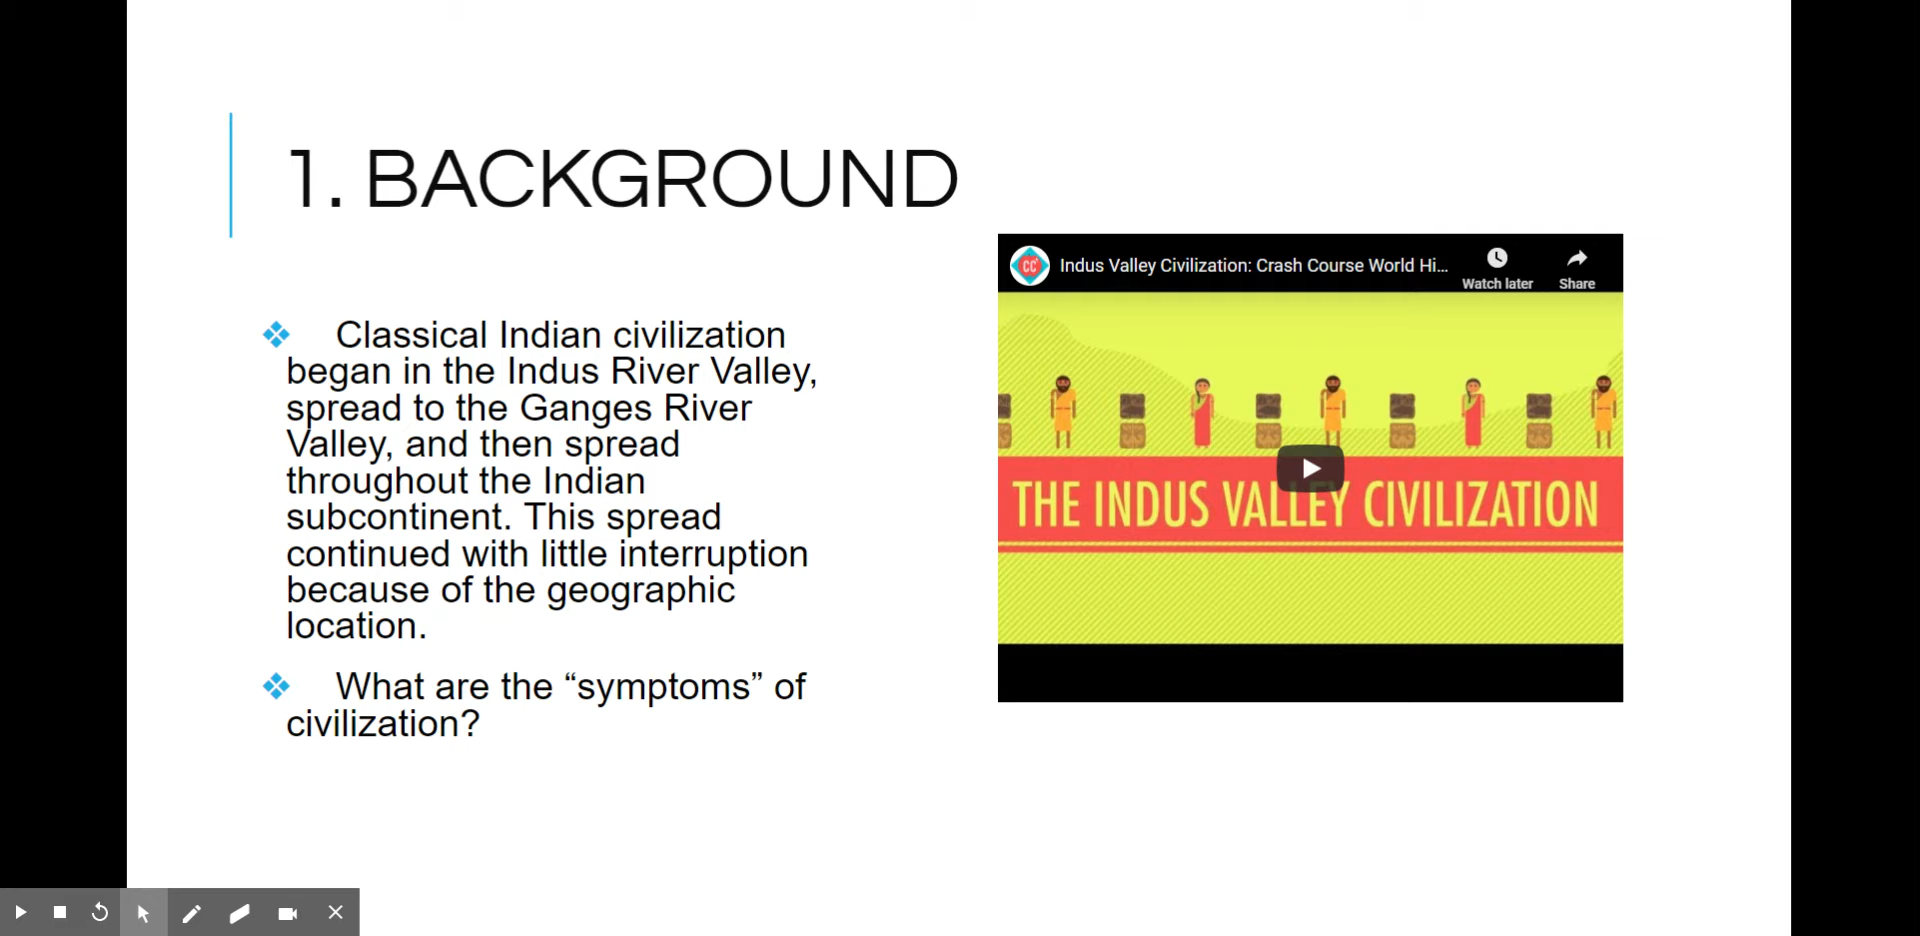 1. BACKGROUND
❖ Classical Indian civilization
began in the Indus River Valley,
spread to the Ganges River
Valley, and then spread
throughout the Indian
subcontinent. This spread
continued with little interruption
because of the geographic
location.
❖ What are the “symptoms” of
civilization?
CC
Indus Valley Civilization: Crash Course World Hi...
Watch later
Share
THE INDUS VALLEY CIVILIZATION